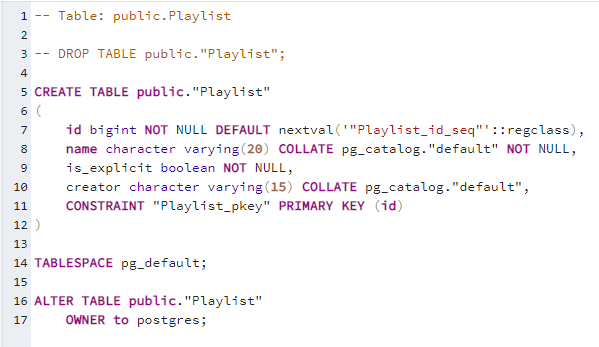 1 -- Table: public.Playlist
2
3 -- DROP TABLE public."Playlist";
4
5 CREATE TABLE public."Playlist"
6 (
7     id bigint NOT NULL DEFAULT nextval('"Playlist_id_seq"'::regclass),
8     name character varying(20) COLLATE pg_catalog."default" NOT NULL,
9     is_explicit boolean NOT NULL,
10     creator character varying(15) COLLATE pg_catalog."default",
11     CONSTRAINT "Playlist_pkey" PRIMARY KEY (id)
12 )
13
14 TABLESPACE pg_default;
15
16 ALTER TABLE public."Playlist"
17     OWNER to postgres;